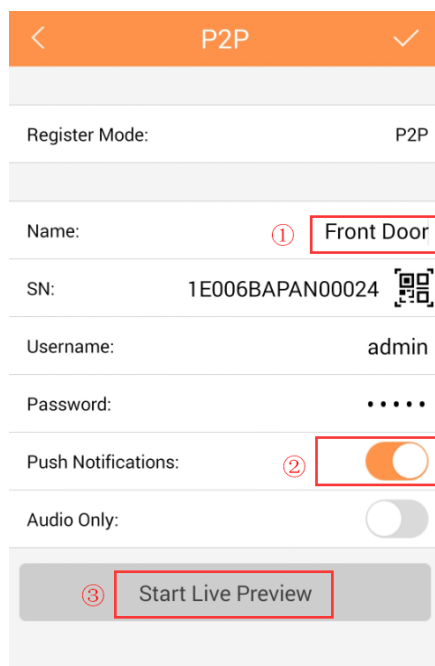 P2P
Register Mode: P2P
Name: ① Front Door
SN: 1E006BAPAN00024
Username: admin
Password: •••••
Push Notifications: ②
Audio Only:
③ Start Live Preview